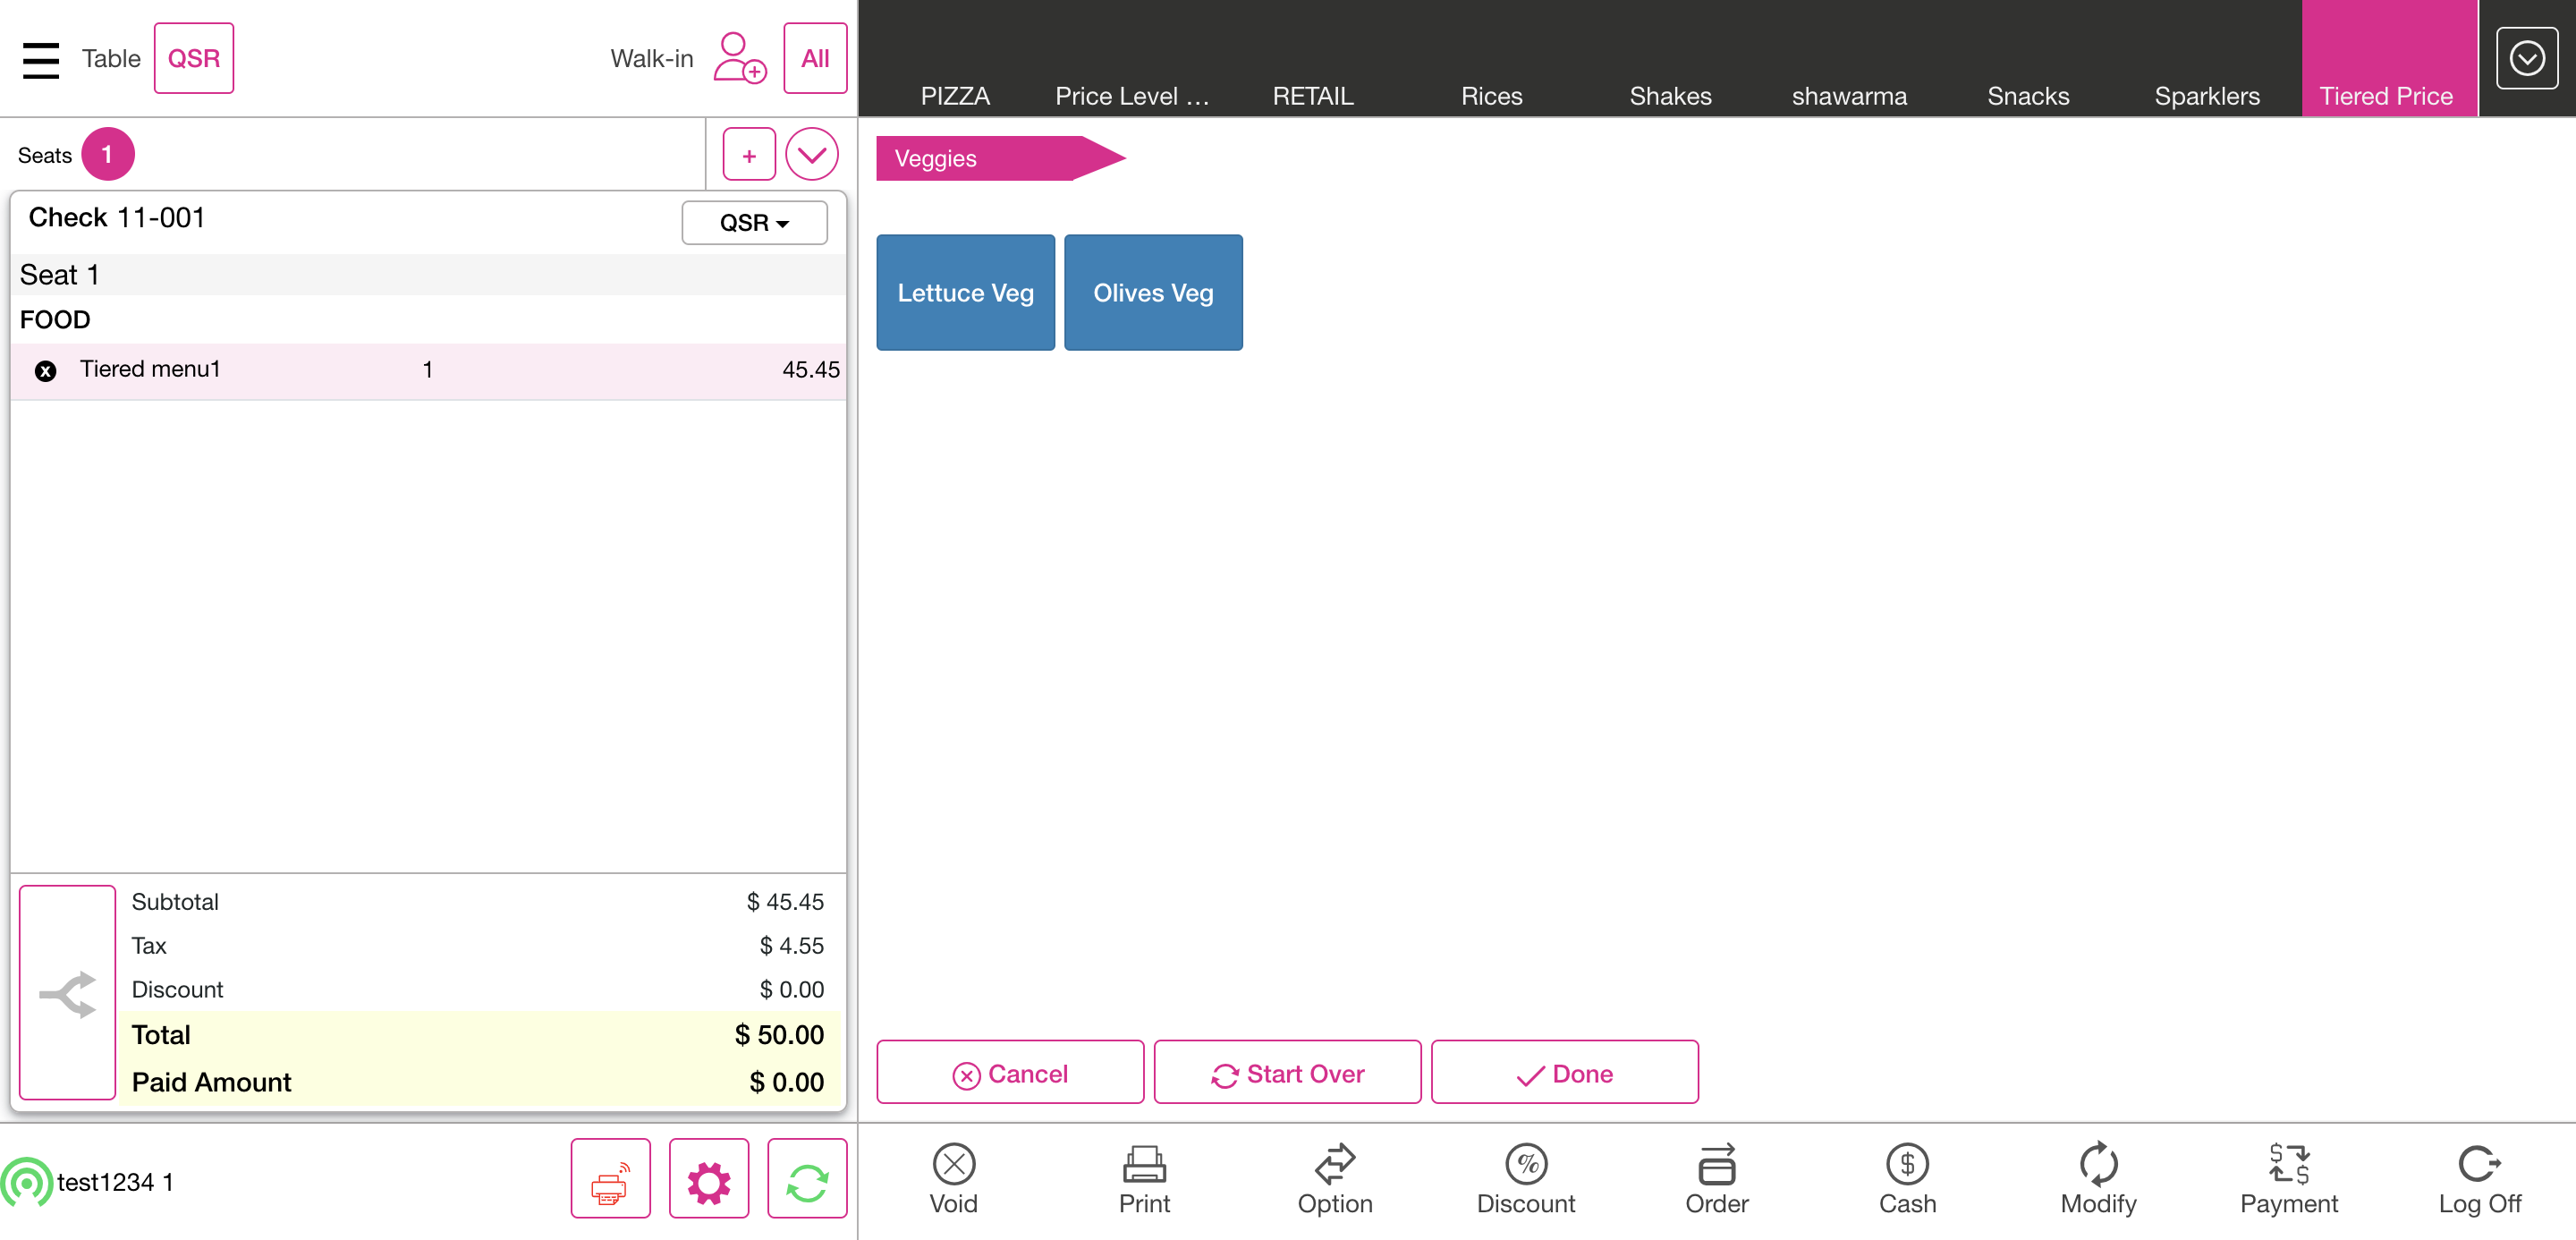 Table QSR Walk-in All
PIZZA Price Level ... RETAIL Rices Shakes shawarma Snacks Sparklers Tiered Price
Seats 1 +
Check 11-001 QSR
Seat 1
FOOD
x Tiered menu1 1 45.45
Subtotal $ 45.45
Tax $ 4.55
Discount $ 0.00
Total $ 50.00
Paid Amount $ 0.00
test1234 1
Veggies
Lettuce Veg Olives Veg
Cancel Start Over Done
Void Print Option Discount Order Cash Modify Payment Log Off